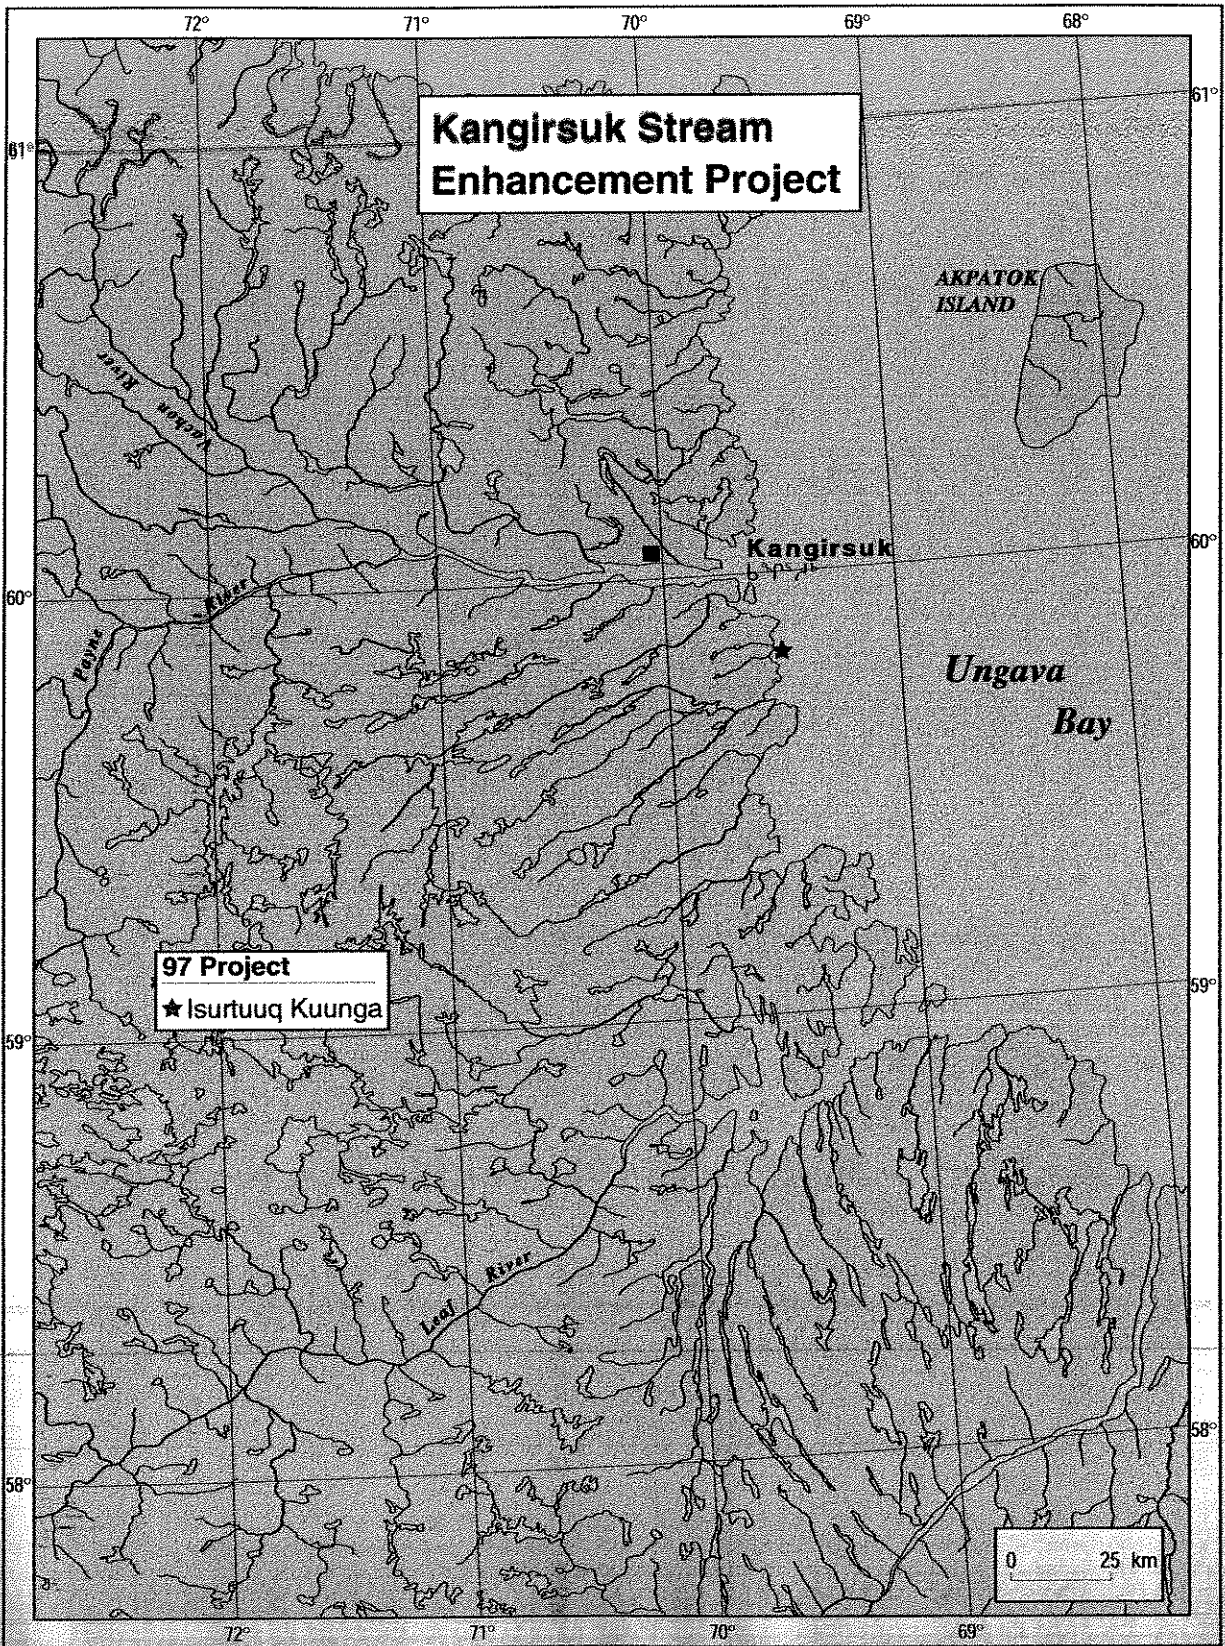 72° 71° 70° 69° 68°
61°
61°
Kangirsuk Stream
Enhancement Project
AKPATOK
ISLAND
Vachon River
Kangirsuk
60°
60°
Payne River
Ungava
Bay
97 Project
★ Isurtuuq Kuunga
59°
59°
Leaf River
58°
58°
0 25 km
72° 71° 70° 69°